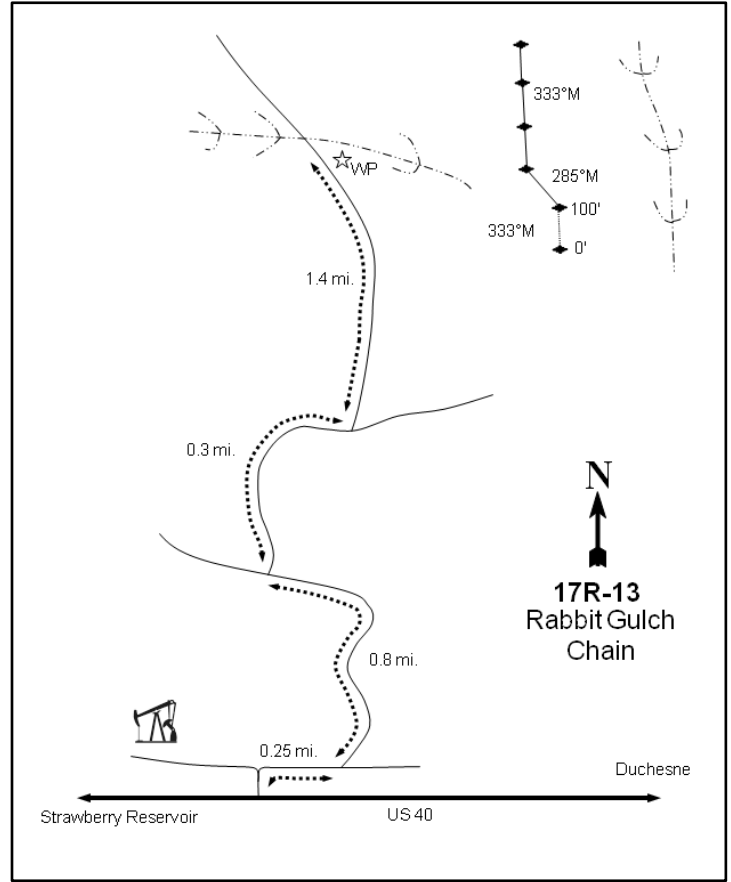 333°M
WP
285°M
100'
333°M
0'
1.4 mi.
0.3 mi.
N
17R-13
Rabbit Gulch
Chain
0.8 mi.
0.25 mi.
Duchesne
Strawberry Reservoir
US 40